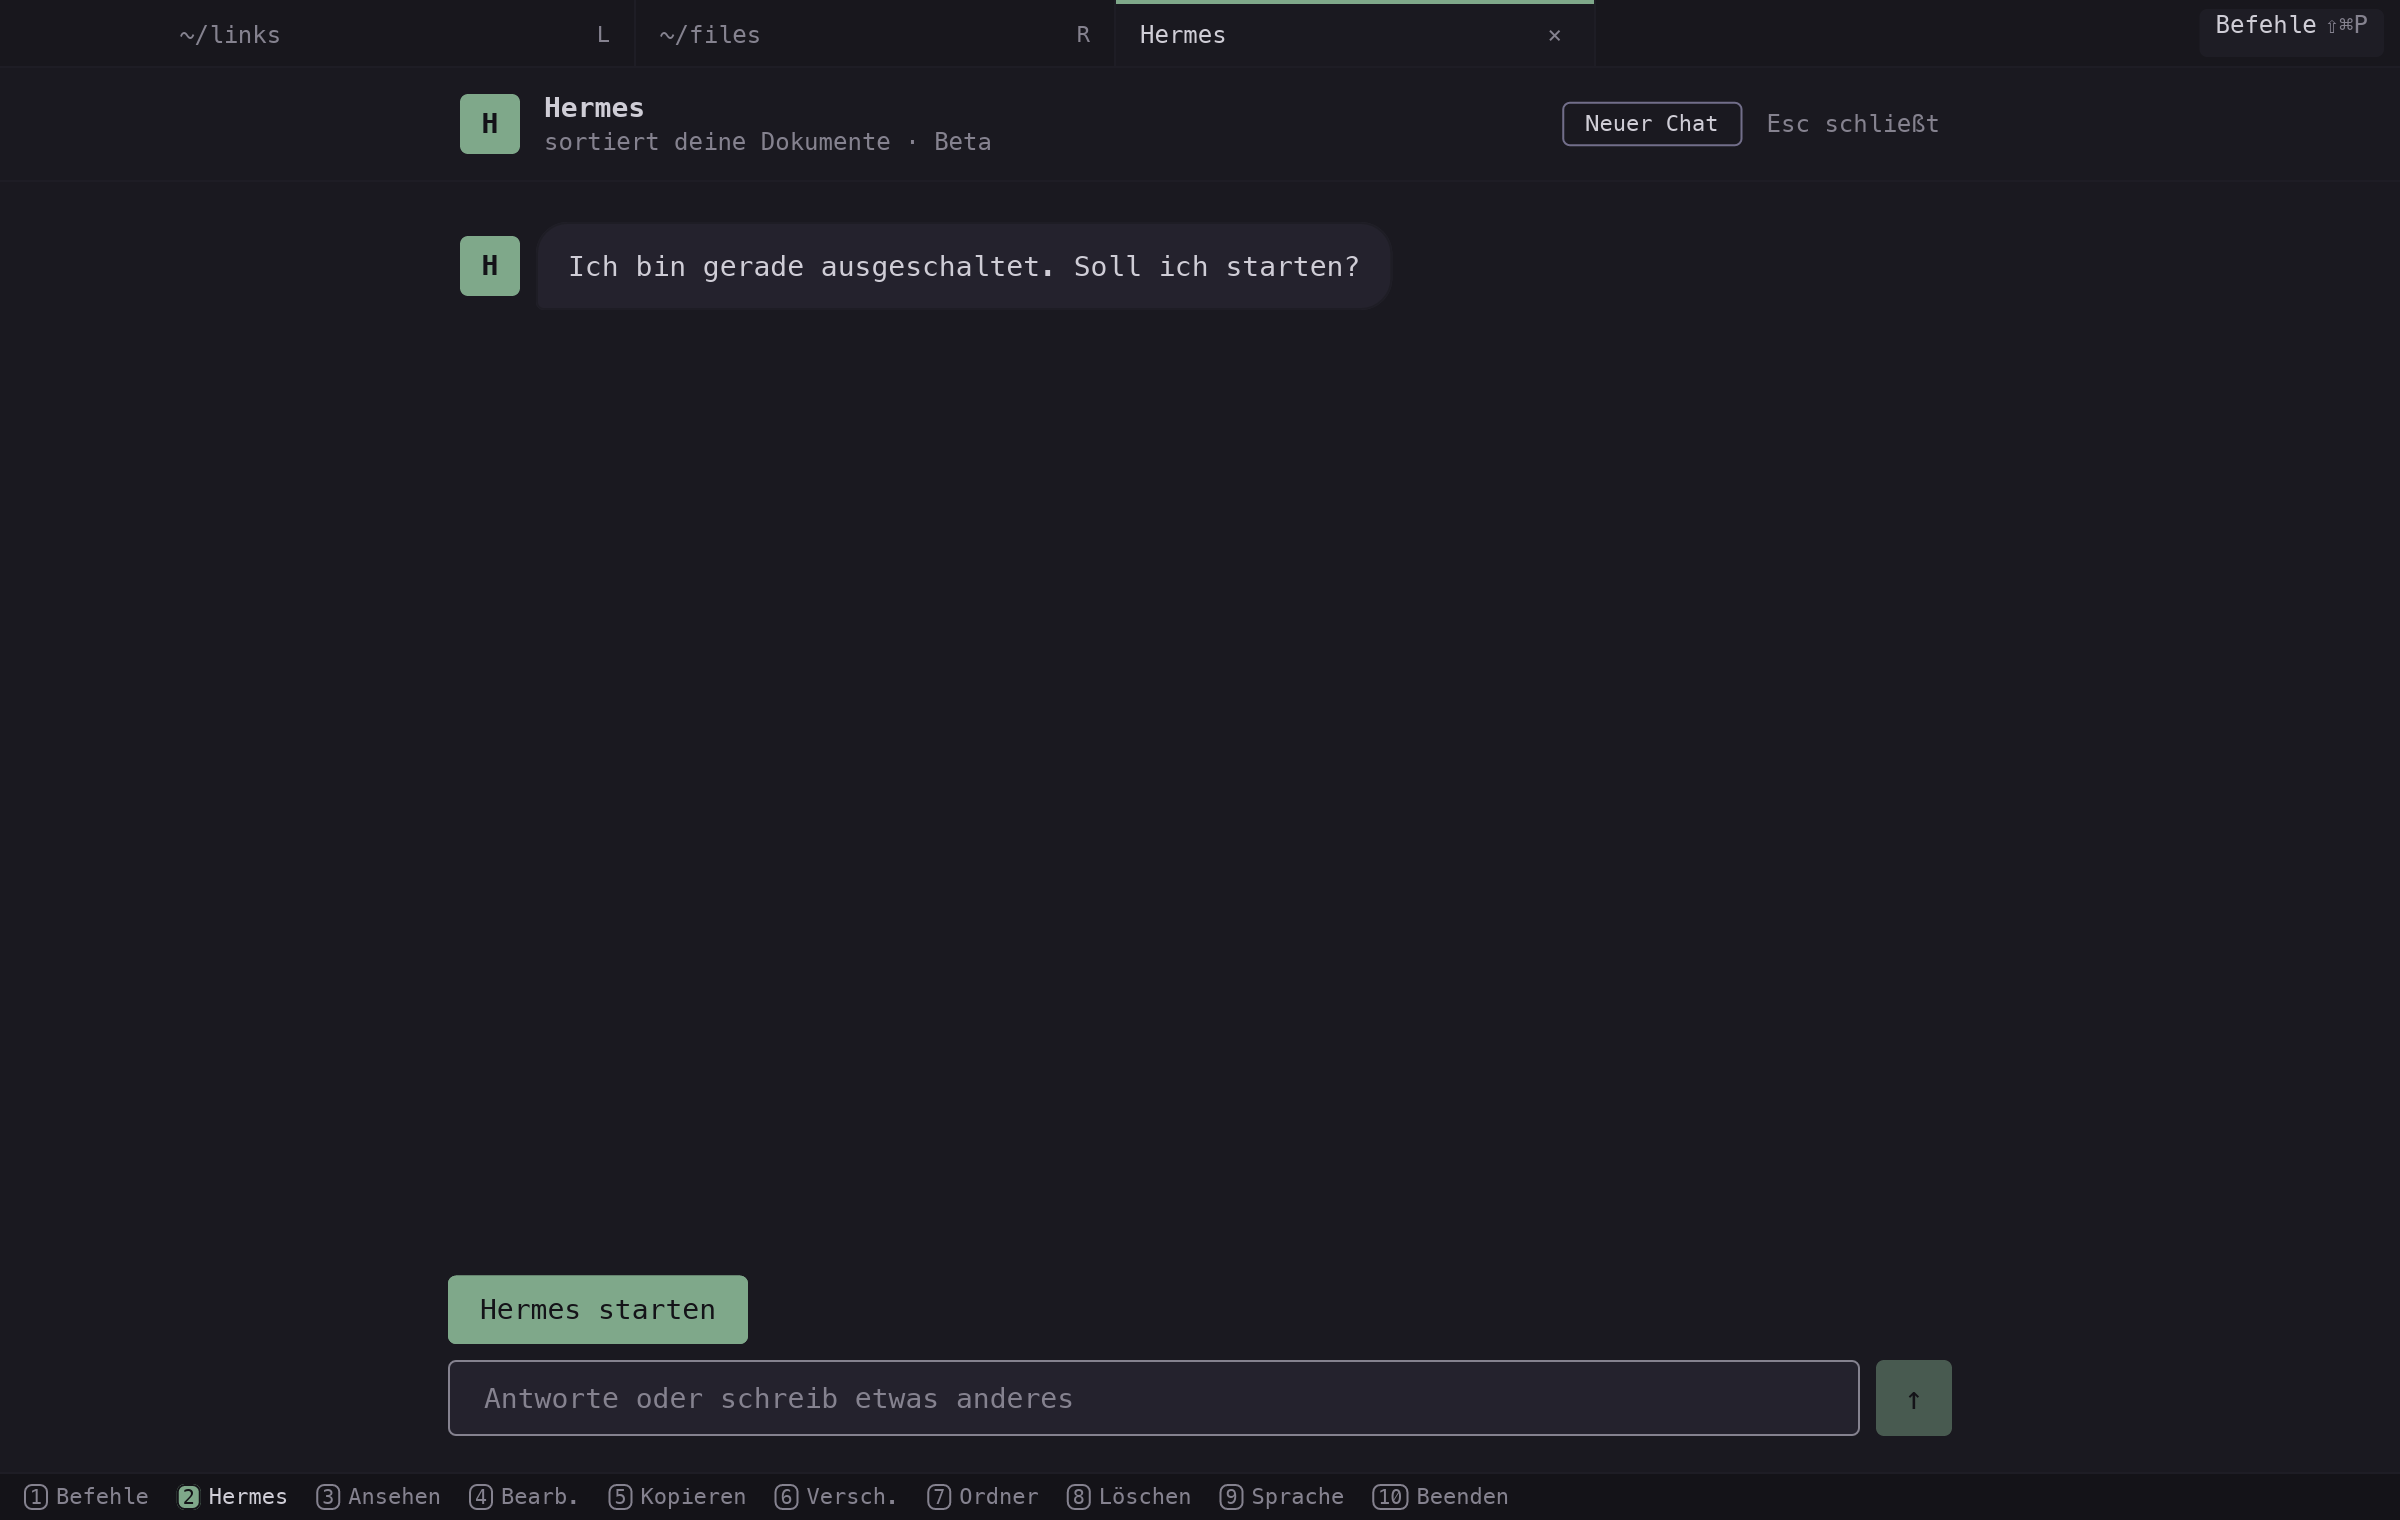 ~/links L ~/files R Hermes × Befehle ⇧⌘P
H Hermes
sortiert deine Dokumente · Beta
Neuer Chat Esc schließt
H Ich bin gerade ausgeschaltet. Soll ich starten?
Hermes starten
Antworte oder schreib etwas anderes ↑
1 Befehle 2 Hermes 3 Ansehen 4 Bearb. 5 Kopieren 6 Versch. 7 Ordner 8 Löschen 9 Sprache 10 Beenden